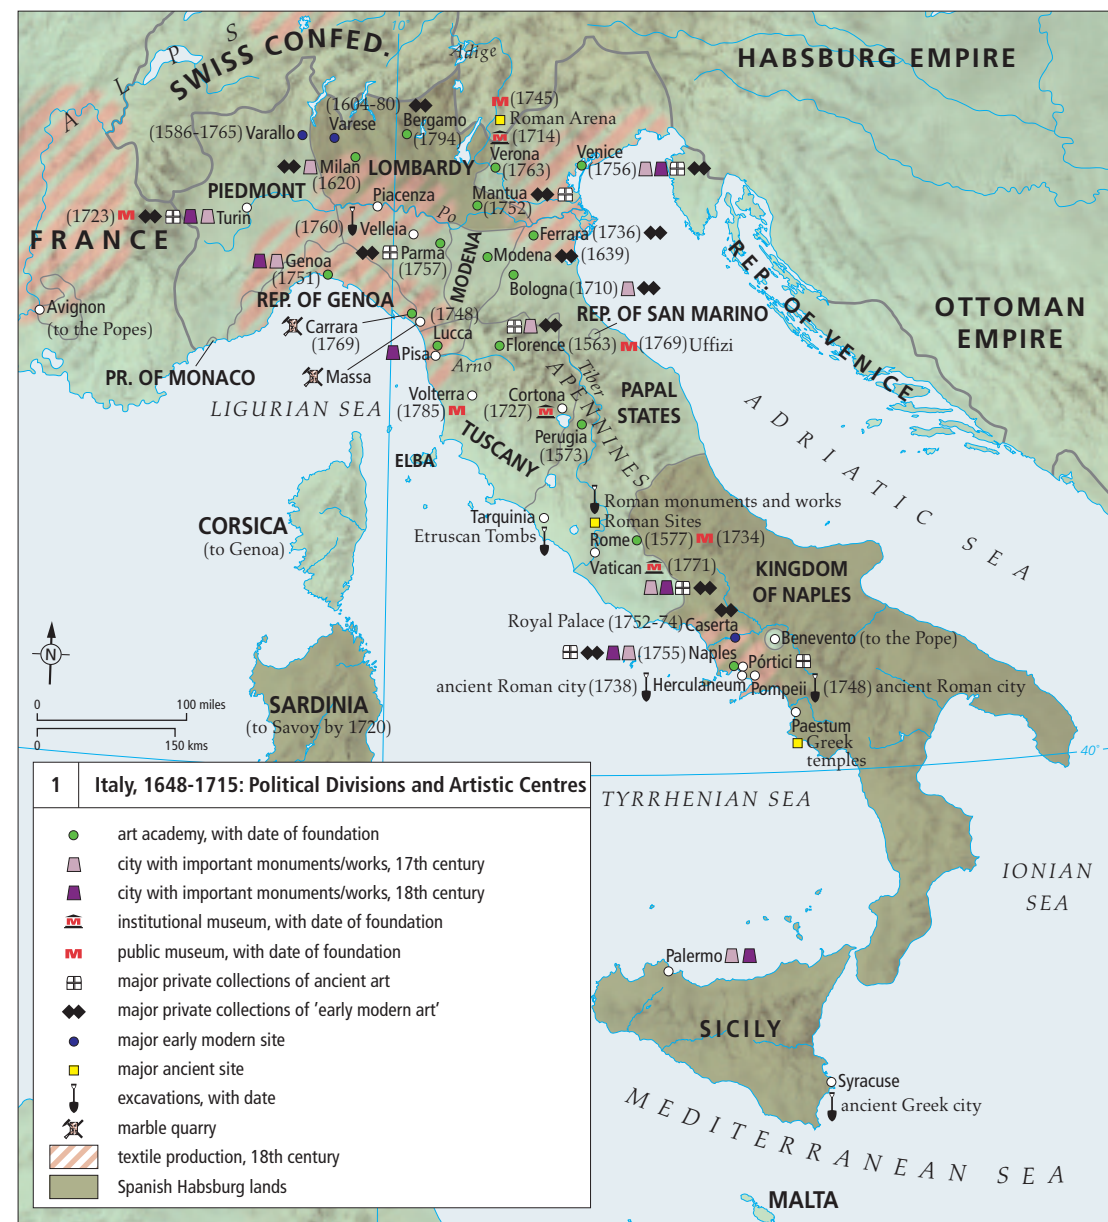 10°
ALPS
SWISS CONFED.
Adige
HABSBURG EMPIRE
(1604-80)
Bergamo
(1794)
(1586-1765) Varallo
Varese
(1745)
Roman Arena
(1714)
Verona
(1763)
Venice
(1756)
Milan
(1620)
LOMBARDY
PIEDMONT
Piacenza
Mantua
(1752)
(1723)
Turin
FRANCE
(1760)
Velleia
Po
Ferrara (1736)
Parma
(1757)
MODENA
Modena
(1639)
Genoa
(1751)
Bologna (1710)
REP. OF GENOA
REP. OF SAN MARINO
REP. OF VENICE
OTTOMAN
EMPIRE
Avignon
(to the Popes)
(1748)
Carrara
(1769)
Lucca
Florence (1563)
(1769) Uffizi
Pisa
Arno
Tiber
PR. OF MONACO
Massa
Volterra
(1785)
Cortona
(1727)
APENNINES
PAPAL
STATES
LIGURIAN SEA
ADRIATIC SEA
TUSCANY
Perugia
(1573)
ELBA
CORSICA
(to Genoa)
Tarquinia
Etruscan Tombs
Roman monuments and works
Roman Sites
Rome
(1577)
(1734)
Vatican
(1771)
KINGDOM
OF NAPLES
Royal Palace (1752-74) Caserta
Benevento (to the Pope)
(1755) Naples
Pórtici
ancient Roman city (1738)
Herculaneum
Pompeii
(1748) ancient Roman city
Paestum
Greek
temples
N
0
100 miles
0
150 kms
SARDINIA
(to Savoy by 1720)
40°
TYRRHENIAN SEA
IONIAN
SEA
Palermo
SICILY
Syracuse
ancient Greek city
MEDITERRANEAN SEA
MALTA
1
Italy, 1648-1715: Political Divisions and Artistic Centres
art academy, with date of foundation
city with important monuments/works, 17th century
city with important monuments/works, 18th century
institutional museum, with date of foundation
public museum, with date of foundation
major private collections of ancient art
major private collections of 'early modern art'
major early modern site
major ancient site
excavations, with date
marble quarry
textile production, 18th century
Spanish Habsburg lands